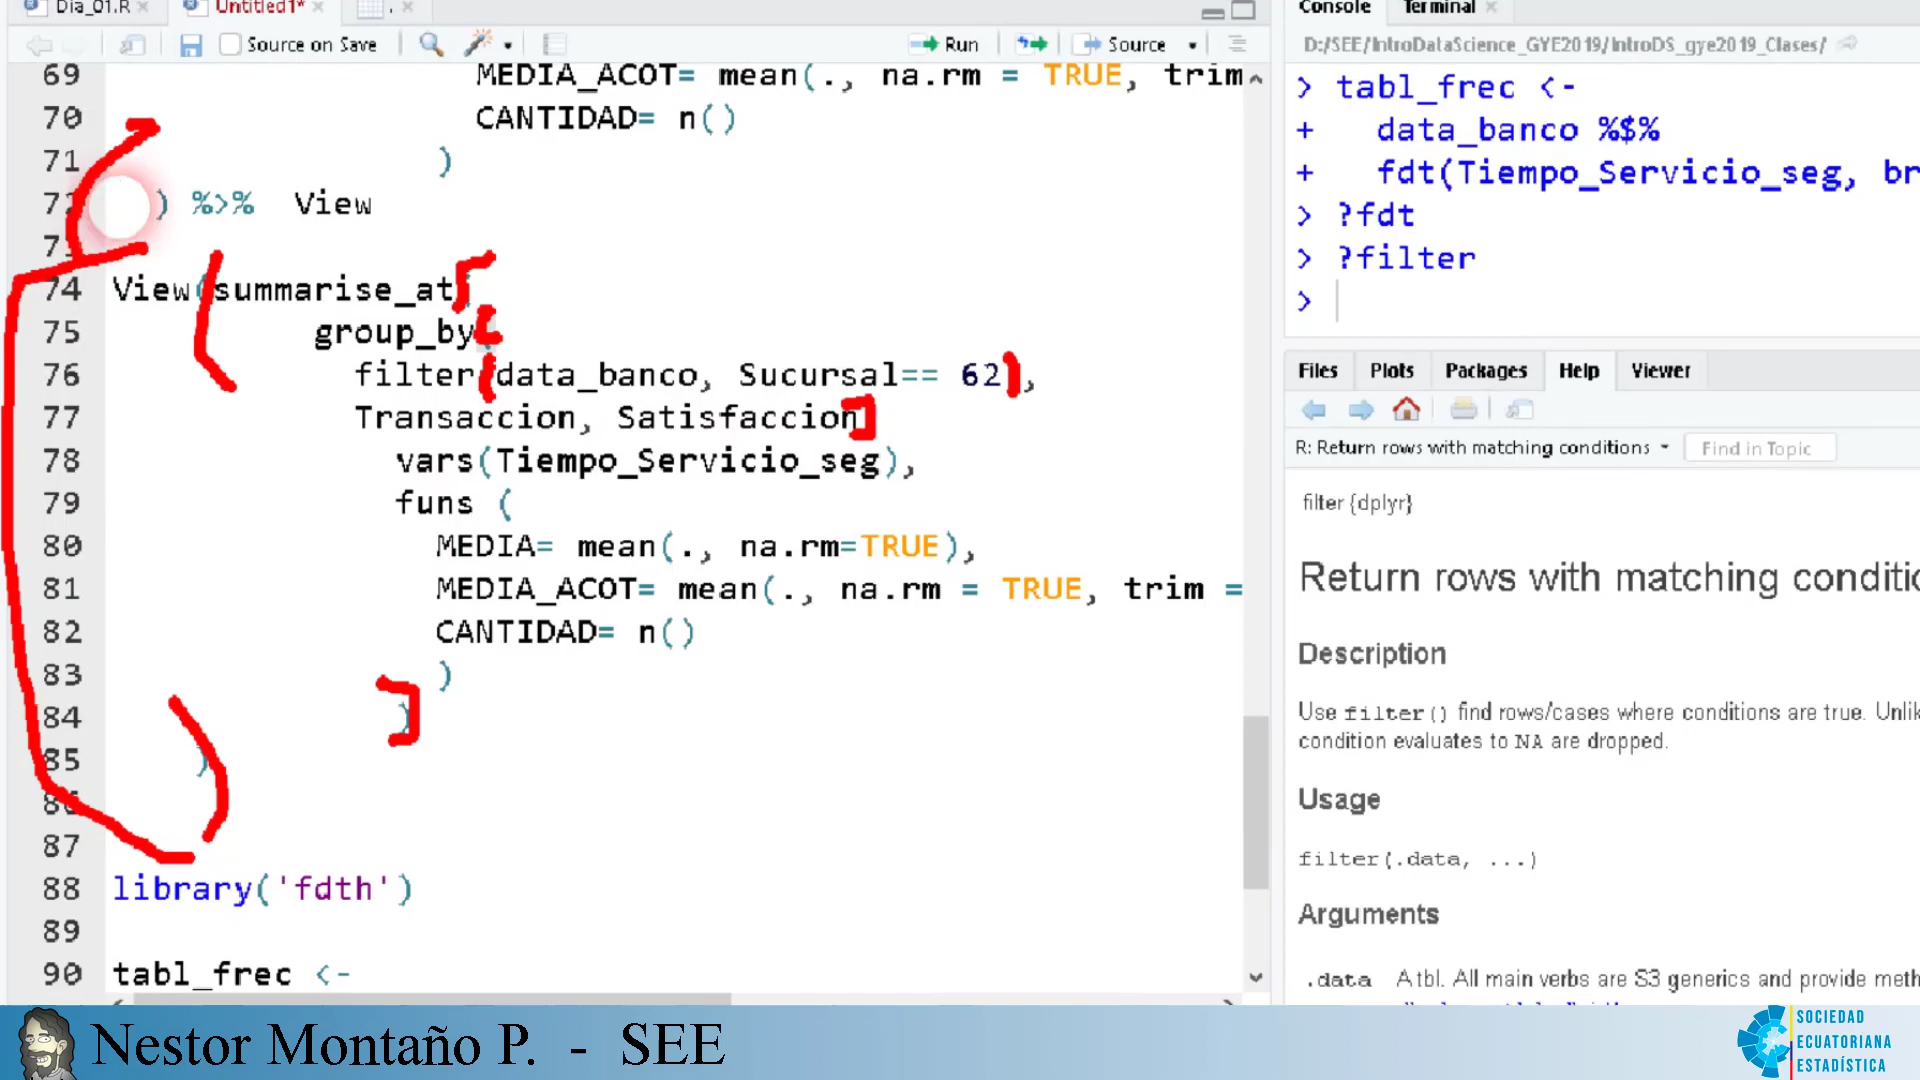 Dia_01.R
Untitled1*
Source on Save
Run
Source
69 MEDIA_ACOT= mean(., na.rm = TRUE, trim
70 CANTIDAD= n()
71 )
72 ) %>% View
73
74 View(summarise_at(
75 group_by(
76 filter(data_banco, Sucursal== 62),
77 Transaccion, Satisfaccion
78 vars(Tiempo_Servicio_seg),
79 funs (
80 MEDIA= mean(., na.rm=TRUE),
81 MEDIA_ACOT= mean(., na.rm = TRUE, trim =
82 CANTIDAD= n()
83 )
84 )
85 )
86
87
88 library('fdth')
89
90 tabl_frec <-
Console Terminal
D:/SEE/IntroDataScience_GYE2019/IntroDS_gye2019_Clases/
> tabl_frec <-
+ data_banco %$%
+ fdt(Tiempo_Servicio_seg, br
> ?fdt
> ?filter
>
Files Plots Packages Help Viewer
R: Return rows with matching conditions
Find in Topic
filter {dplyr}
Return rows with matching conditio
Description
Use filter() find rows/cases where conditions are true. Unlik
condition evaluates to NA are dropped.
Usage
filter(.data, ...)
Arguments
.data A tbl. All main verbs are S3 generics and provide meth
Nestor Montaño P. - SEE
SOCIEDAD
ECUATORIANA
ESTADÍSTICA